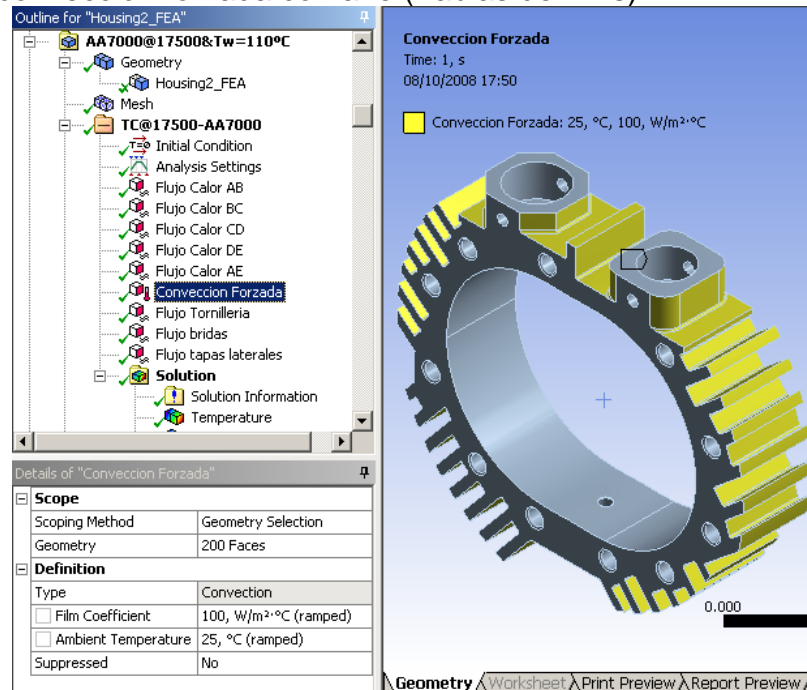 Outline for "Housing2_FEA"
AA7000@17500&Tw=110ºC
Geometry
Housing2_FEA
Mesh
TC@17500-AA7000
T=0 Initial Condition
Analysis Settings
Flujo Calor AB
Flujo Calor BC
Flujo Calor CD
Flujo Calor DE
Flujo Calor AE
Conveccion Forzada
Flujo Tornilleria
Flujo bridas
Flujo tapas laterales
Solution
Solution Information
Temperature
Details of "Conveccion Forzada"
Scope
Scoping Method Geometry Selection
Geometry 200 Faces
Definition
Type Convection
Film Coefficient 100, W/m²·°C (ramped)
Ambient Temperature 25, °C (ramped)
Suppressed No
Conveccion Forzada
Time: 1, s
08/10/2008 17:50
Conveccion Forzada: 25, °C, 100, W/m²·°C
0.000
Geometry Worksheet Print Preview Report Preview